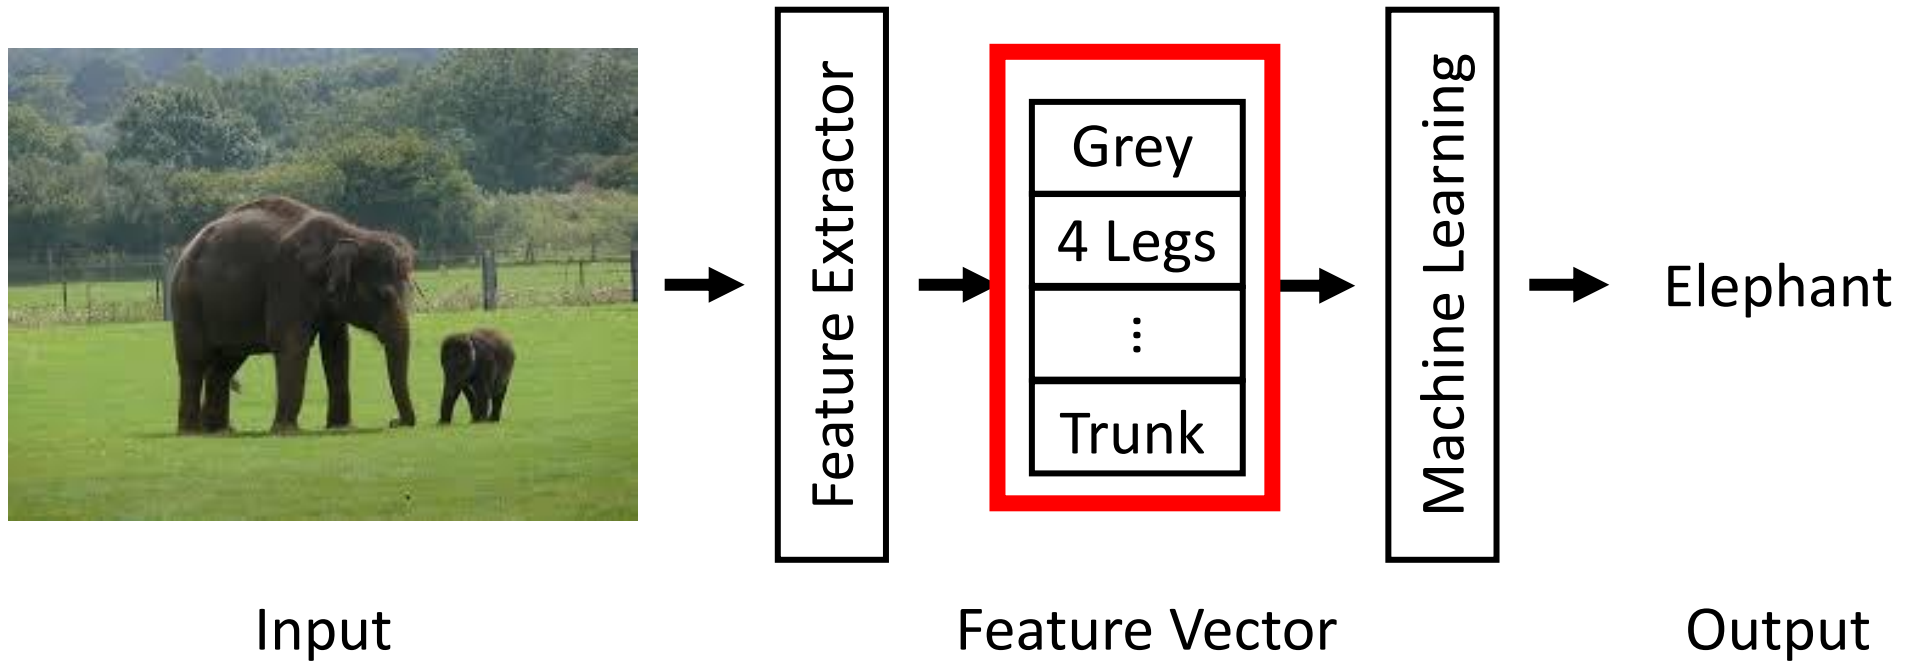 Feature Extractor
Grey
4 Legs
⋮
Trunk
Machine Learning
Elephant
Input
Feature Vector
Output